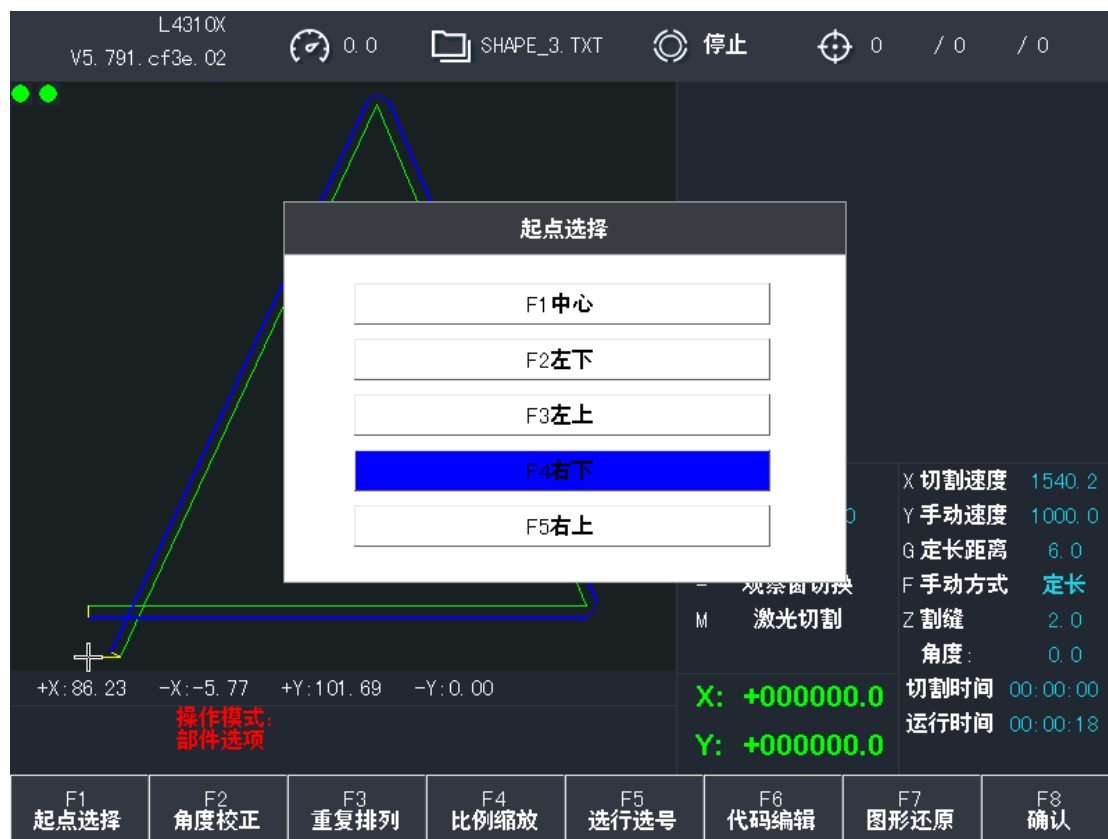 L4310X
V5.791.cf3e.02
0.0
SHAPE_3.TXT
停止
0 /0 /0
起点选择
F1中心
F2左下
F3左上
F4右下
F5右上
X切割速度 1540.2
Y手动速度 1000.0
G定长距离 6.0
F手动方式 定长
M 激光切割
Z割缝 2.0
角度: 0.0
+X:86.23 -X:-5.77 +Y:101.69 -Y:0.00
操作模式:
部件选项
X: +000000.0
Y: +000000.0
切割时间 00:00:00
运行时间 00:00:18
F1
起点选择
F2
角度校正
F3
重复排列
F4
比例缩放
F5
选行选号
F6
代码编辑
F7
图形还原
F8
确认